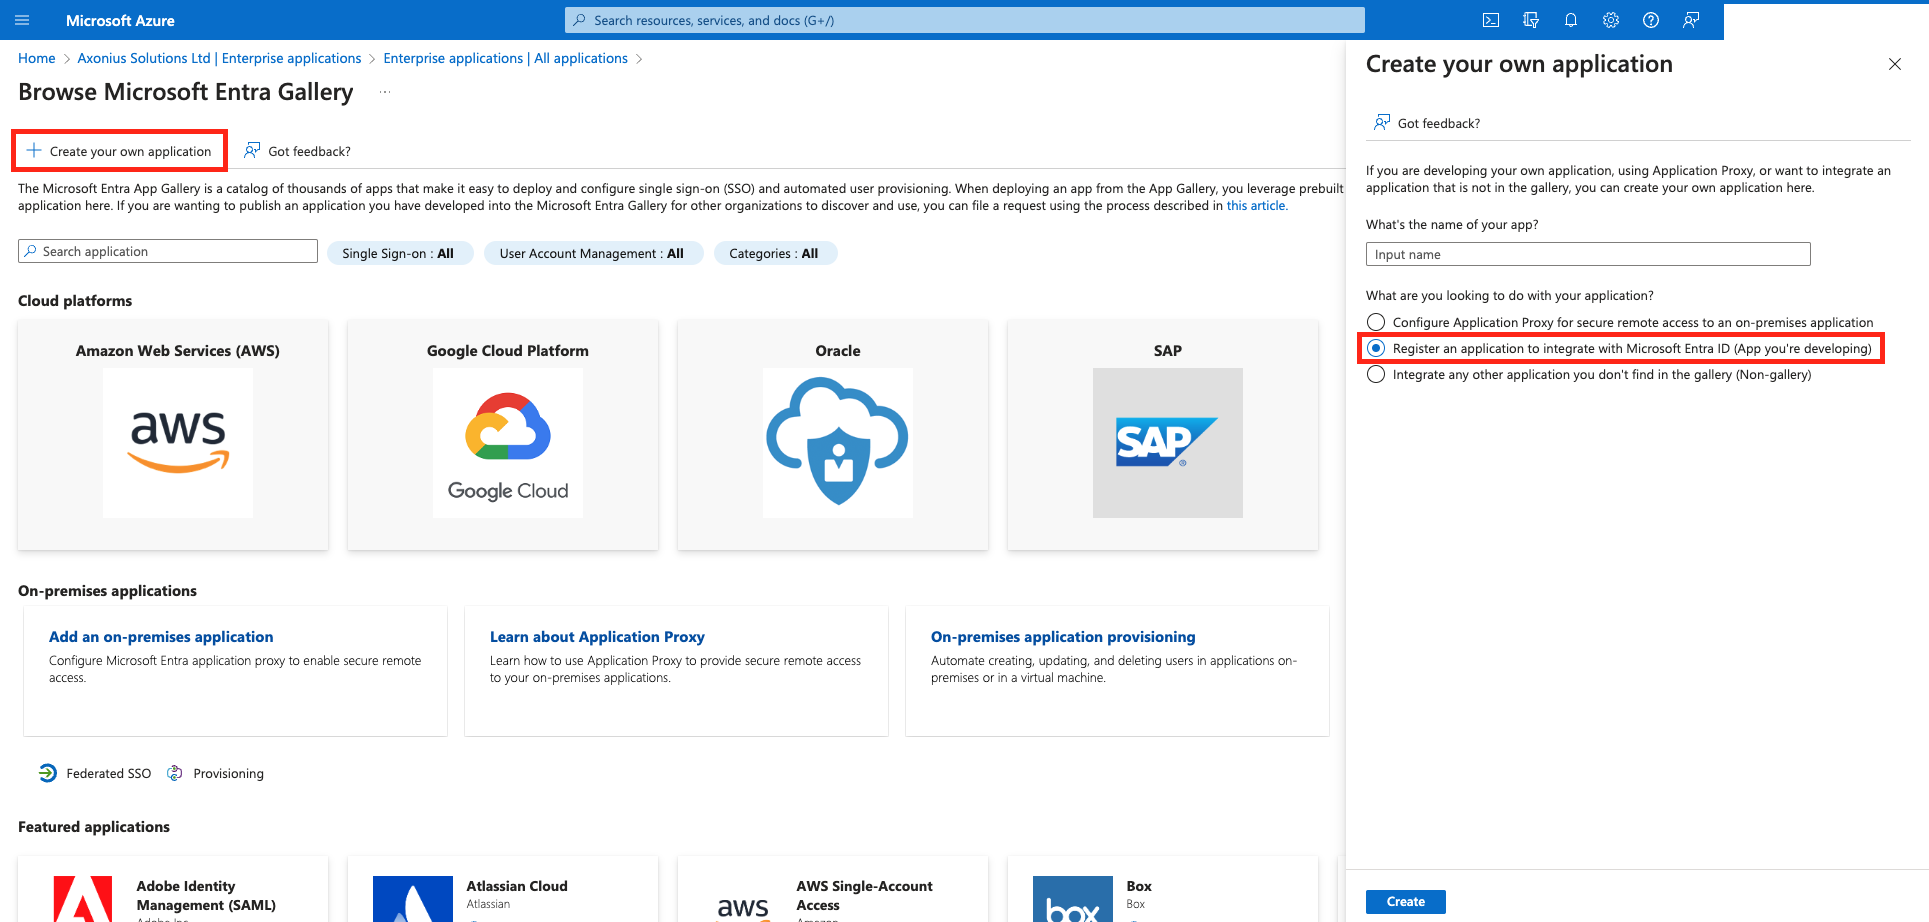 Microsoft Azure
Search resources, services, and docs (G+/)
Home > Axonius Solutions Ltd | Enterprise applications > Enterprise applications | All applications >
Browse Microsoft Entra Gallery ...
+ Create your own application
Got feedback?
The Microsoft Entra App Gallery is a catalog of thousands of apps that make it easy to deploy and configure single sign-on (SSO) and automated user provisioning. When deploying an app from the App Gallery, you leverage prebuilt
application here. If you are wanting to publish an application you have developed into the Microsoft Entra Gallery for other organizations to discover and use, you can file a request using the process described in this article.
Search application
Single Sign-on : All
User Account Management : All
Categories : All
Cloud platforms
Amazon Web Services (AWS)
aws
Google Cloud Platform
Google Cloud
Oracle
SAP
SAP®
On-premises applications
Add an on-premises application
Configure Microsoft Entra application proxy to enable secure remote
access.
Learn about Application Proxy
Learn how to use Application Proxy to provide secure remote access
to your on-premises applications.
On-premises application provisioning
Automate creating, updating, and deleting users in applications on-
premises or in a virtual machine.
Federated SSO
Provisioning
Featured applications
Adobe Identity
Management (SAML)
Adobe Inc.
Atlassian Cloud
Atlassian
aws
AWS Single-Account
Access
Amazon
box
Box
Box
Create your own application
Got feedback?
If you are developing your own application, using Application Proxy, or want to integrate an
application that is not in the gallery, you can create your own application here.
What's the name of your app?
Input name
What are you looking to do with your application?
Configure Application Proxy for secure remote access to an on-premises application
Register an application to integrate with Microsoft Entra ID (App you're developing)
Integrate any other application you don't find in the gallery (Non-gallery)
Create